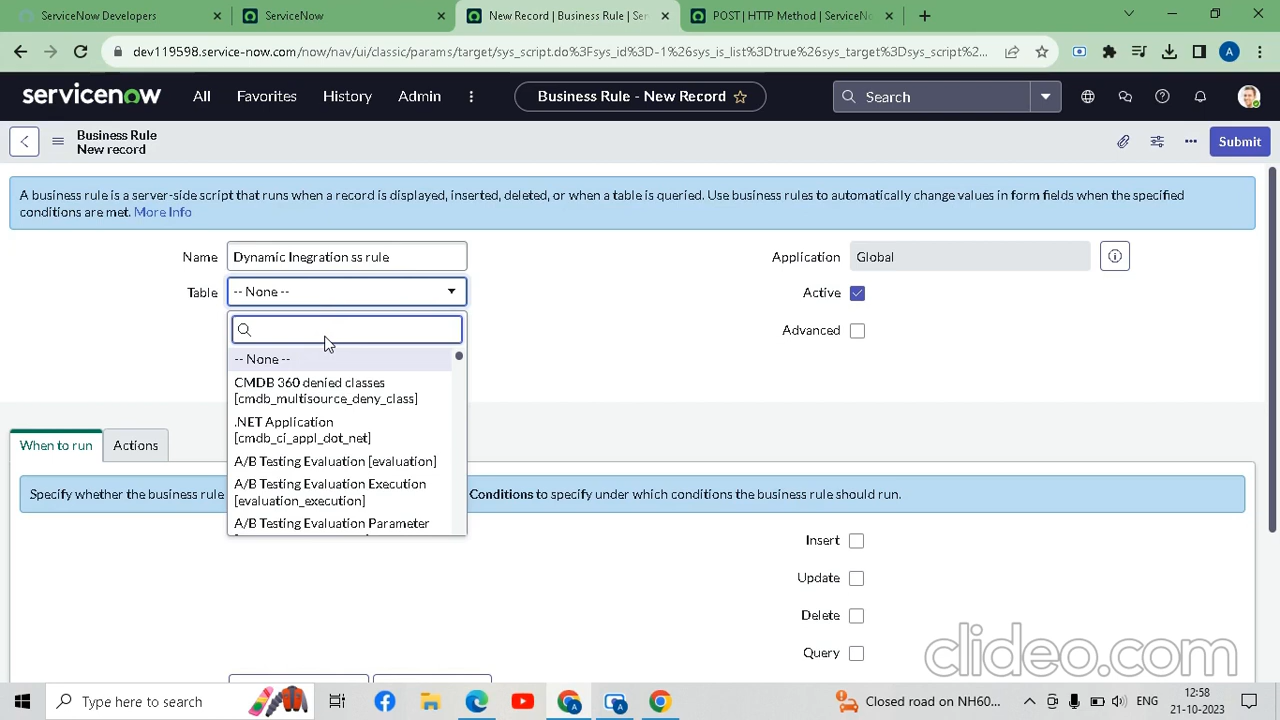 ServiceNow Developers
ServiceNow
New Record | Business Rule | Ser
POST | HTTP Method | ServiceNo
dev119598.service-now.com/now/nav/ui/classic/params/target/sys_script.do%3Fsys_id%3D-1%26sys_is_list%3Dtrue%26sys_target%3Dsys_script%2...
A
servicenow
All
Favorites
History
Admin
Business Rule - New Record
Search
Business Rule
New record
Submit
A business rule is a server-side script that runs when a record is displayed, inserted, deleted, or when a table is queried. Use business rules to automatically change values in form fields when the specified
conditions are met. More Info
Name
Dynamic Inegration ss rule
Application
Global
Table
-- None --
Active
Advanced
-- None --
CMDB 360 denied classes
[cmdb_multisource_deny_class]
.NET Application
[cmdb_ci_appl_dot_net]
A/B Testing Evaluation [evaluation]
A/B Testing Evaluation Execution
[evaluation_execution]
A/B Testing Evaluation Parameter
When to run
Actions
Specify whether the business rule
Conditions to specify under which conditions the business rule should run.
Insert
Update
Delete
Query
clideo.com
Type here to search
Closed road on NH60...
ENG
12:58
21-10-2023